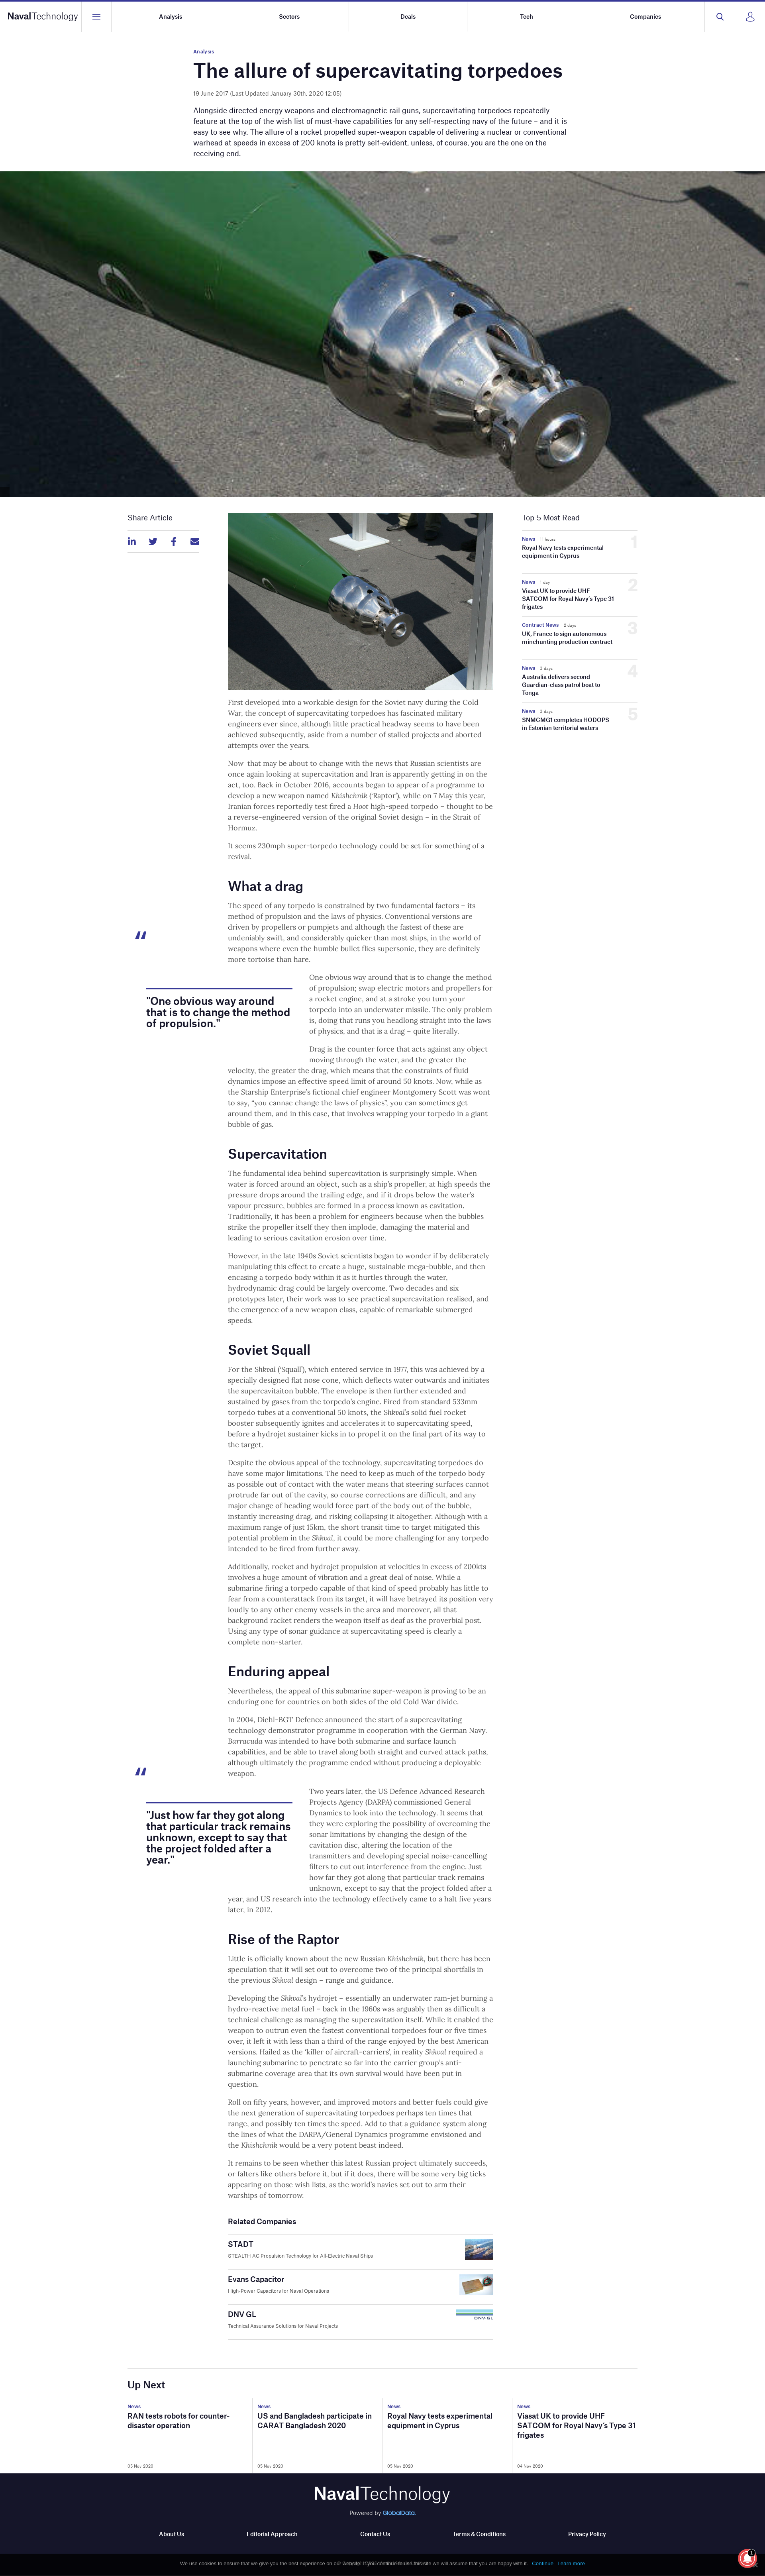 NavalTechnology
Analysis
Sectors
Deals
Tech
Companies
Analysis
The allure of supercavitating torpedoes
19 June 2017 (Last Updated January 30th, 2020 12:05)
Alongside directed energy weapons and electromagnetic rail guns, supercavitating torpedoes repeatedly
feature at the top of the wish list of must-have capabilities for any self-respecting navy of the future – and it is
easy to see why. The allure of a rocket propelled super-weapon capable of delivering a nuclear or conventional
warhead at speeds in excess of 200 knots is pretty self-evident, unless, of course, you are the one on the
receiving end.
Share Article
First developed into a workable design for the Soviet navy during the Cold
War, the concept of supercavitating torpedoes has fascinated military
engineers ever since, although little practical headway seems to have been
achieved subsequently, aside from a number of stalled projects and aborted
attempts over the years.
Now that may be about to change with the news that Russian scientists are
once again looking at supercavitation and Iran is apparently getting in on the
act, too. Back in October 2016, accounts began to appear of a programme to
develop a new weapon named Khishchnik ('Raptor'), while on 7 May this year,
Iranian forces reportedly test fired a Hoot high-speed torpedo – thought to be
a reverse-engineered version of the original Soviet design – in the Strait of
Hormuz.
It seems 230mph super-torpedo technology could be set for something of a
revival.
What a drag
The speed of any torpedo is constrained by two fundamental factors – its
method of propulsion and the laws of physics. Conventional versions are
driven by propellers or pumpjets and although the fastest of these are
undeniably swift, and considerably quicker than most ships, in the world of
weapons where even the humble bullet flies supersonic, they are definitely
more tortoise than hare.
"One obvious way around
that is to change the method
of propulsion."
One obvious way around that is to change the method
of propulsion; swap electric motors and propellers for
a rocket engine, and at a stroke you turn your
torpedo into an underwater missile. The only problem
is, doing that runs you headlong straight into the laws
of physics, and that is a drag – quite literally.
Drag is the counter force that acts against any object
moving through the water, and the greater the
velocity, the greater the drag, which means that the constraints of fluid
dynamics impose an effective speed limit of around 50 knots. Now, while as
the Starship Enterprise's fictional chief engineer Montgomery Scott was wont
to say, "you cannae change the laws of physics", you can sometimes get
around them, and in this case, that involves wrapping your torpedo in a giant
bubble of gas.
Supercavitation
The fundamental idea behind supercavitation is surprisingly simple. When
water is forced around an object, such as a ship's propeller, at high speeds the
pressure drops around the trailing edge, and if it drops below the water's
vapour pressure, bubbles are formed in a process known as cavitation.
Traditionally, it has been a problem for engineers because when the bubbles
strike the propeller itself they then implode, damaging the material and
leading to serious cavitation erosion over time.
However, in the late 1940s Soviet scientists began to wonder if by deliberately
manipulating this effect to create a huge, sustainable mega-bubble, and then
encasing a torpedo body within it as it hurtles through the water,
hydrodynamic drag could be largely overcome. Two decades and six
prototypes later, their work was to see practical supercavitation realised, and
the emergence of a new weapon class, capable of remarkable submerged
speeds.
Soviet Squall
For the Shkval ('Squall'), which entered service in 1977, this was achieved by a
specially designed flat nose cone, which deflects water outwards and initiates
the supercavitation bubble. The envelope is then further extended and
sustained by gases from the torpedo's engine. Fired from standard 533mm
torpedo tubes at a conventional 50 knots, the Shkval's solid fuel rocket
booster subsequently ignites and accelerates it to supercavitating speed,
before a hydrojet sustainer kicks in to propel it on the final part of its way to
the target.
Despite the obvious appeal of the technology, supercavitating torpedoes do
have some major limitations. The need to keep as much of the torpedo body
as possible out of contact with the water means that steering surfaces cannot
protrude far out of the cavity, so course corrections are difficult, and any
major change of heading would force part of the body out of the bubble,
instantly increasing drag, and risking collapsing it altogether. Although with a
maximum range of just 15km, the short transit time to target mitigated this
potential problem in the Shkval, it could be more challenging for any torpedo
intended to be fired from further away.
Additionally, rocket and hydrojet propulsion at velocities in excess of 200kts
involves a huge amount of vibration and a great deal of noise. While a
submarine firing a torpedo capable of that kind of speed probably has little to
fear from a counterattack from its target, it will have betrayed its position very
loudly to any other enemy vessels in the area and moreover, all that
background racket renders the weapon itself as deaf as the proverbial post.
Using any type of sonar guidance at supercavitating speed is clearly a
complete non-starter.
Enduring appeal
Nevertheless, the appeal of this submarine super-weapon is proving to be an
enduring one for countries on both sides of the old Cold War divide.
In 2004, Diehl-BGT Defence announced the start of a supercavitating
technology demonstrator programme in cooperation with the German Navy.
Barracuda was intended to have both submarine and surface launch
capabilities, and be able to travel along both straight and curved attack paths,
although ultimately the programme ended without producing a deployable
weapon.
"Just how far they got along
that particular track remains
unknown, except to say that
the project folded after a
year."
Two years later, the US Defence Advanced Research
Projects Agency (DARPA) commissioned General
Dynamics to look into the technology. It seems that
they were exploring the possibility of overcoming the
sonar limitations by changing the design of the
cavitation disc, altering the location of the
transmitters and developing special noise-cancelling
filters to cut out interference from the engine. Just
how far they got along that particular track remains
unknown, except to say that the project folded after a
year, and US research into the technology effectively came to a halt five years
later, in 2012.
Rise of the Raptor
Little is officially known about the new Russian Khishchnik, but there has been
speculation that it will set out to overcome two of the principal shortfalls in
the previous Shkval design – range and guidance.
Developing the Shkval's hydrojet – essentially an underwater ram-jet burning a
hydro-reactive metal fuel – back in the 1960s was arguably then as difficult a
technical challenge as managing the supercavitation itself. While it enabled the
weapon to outrun even the fastest conventional torpedoes four or five times
over, it left it with less than a third of the range enjoyed by the best American
versions. Hailed as the 'killer of aircraft-carriers', in reality Shkval required a
launching submarine to penetrate so far into the carrier group's anti-
submarine coverage area that its own survival would have been put in
question.
Roll on fifty years, however, and improved motors and better fuels could give
the next generation of supercavitating torpedoes perhaps ten times that
range, and possibly two times the speed. Add to that a guidance system along
the lines of what the DARPA/General Dynamics programme envisioned and
the Khishchnik would be a very potent beast indeed.
It remains to be seen whether this latest Russian project ultimately succeeds,
or falters like others before it, but if it does, there will be some very big ticks
appearing on those wish lists, as the world's navies set out to arm their
warships of tomorrow.
Related Companies
STADT
STEALTH AC Propulsion Technology for All-Electric Naval Ships
Evans Capacitor
High-Power Capacitors for Naval Operations
DNV GL
Technical Assurance Solutions for Naval Projects
DNV·GL
Top 5 Most Read
News 11 hours
1
Royal Navy tests experimental
equipment in Cyprus
News 1 day
2
Viasat UK to provide UHF
SATCOM for Royal Navy's Type 31
frigates
Contract News 2 days
3
UK, France to sign autonomous
minehunting production contract
News 3 days
4
Australia delivers second
Guardian-class patrol boat to
Tonga
News 3 days
5
SNMCMG1 completes HODOPS
in Estonian territorial waters
Up Next
News
RAN tests robots for counter-
disaster operation
05 Nov 2020
News
US and Bangladesh participate in
CARAT Bangladesh 2020
05 Nov 2020
News
Royal Navy tests experimental
equipment in Cyprus
05 Nov 2020
News
Viasat UK to provide UHF
SATCOM for Royal Navy's Type 31
frigates
04 Nov 2020
NavalTechnology
Powered by GlobalData.
About Us
Editorial Approach
Contact Us
Terms & Conditions
Privacy Policy
We use cookies to ensure that we give you the best experience on our website. If you continue to use this site we will assume that you are happy with it. Continue Learn more
1